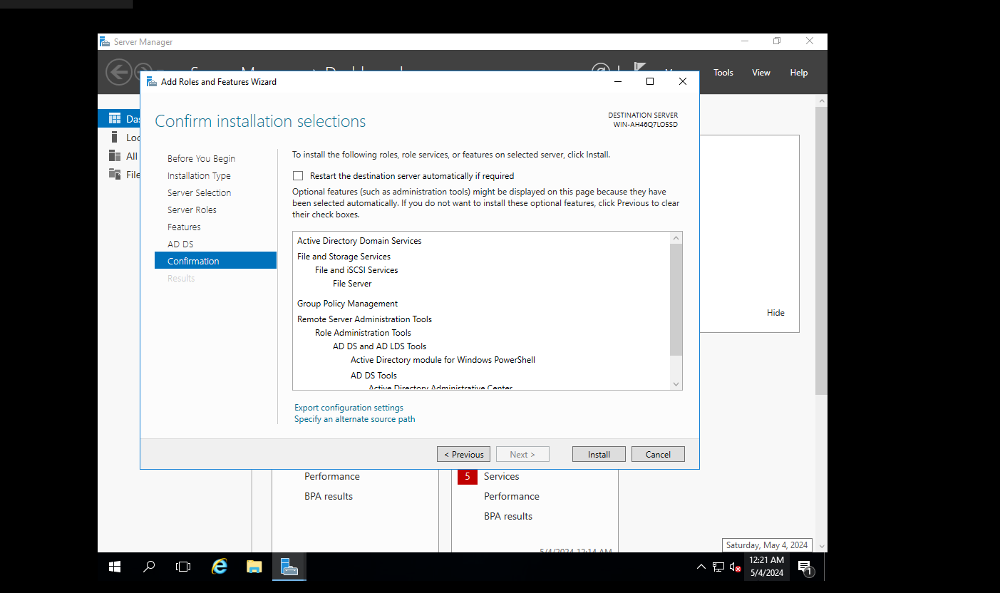 Server Manager
Tools
View
Help
Add Roles and Features Wizard
Confirm installation selections
DESTINATION SERVER
WIN-AH46Q7LO5SD
Before You Begin
Installation Type
Server Selection
Server Roles
Features
AD DS
Confirmation
Results
To install the following roles, role services, or features on selected server, click Install.
Restart the destination server automatically if required
Optional features (such as administration tools) might be displayed on this page because they have
been selected automatically. If you do not want to install these optional features, click Previous to clear
their check boxes.
Active Directory Domain Services
File and Storage Services
File and iSCSI Services
File Server
Group Policy Management
Remote Server Administration Tools
Role Administration Tools
AD DS and AD LDS Tools
Active Directory module for Windows PowerShell
AD DS Tools
Active Directory Administrative Center
Export configuration settings
Specify an alternate source path
< Previous
Next >
Install
Cancel
All
Hide
Performance
BPA results
5
Services
Performance
BPA results
5/4/2024 12:14 AM
Saturday, May 4, 2024
12:21 AM
5/4/2024
1